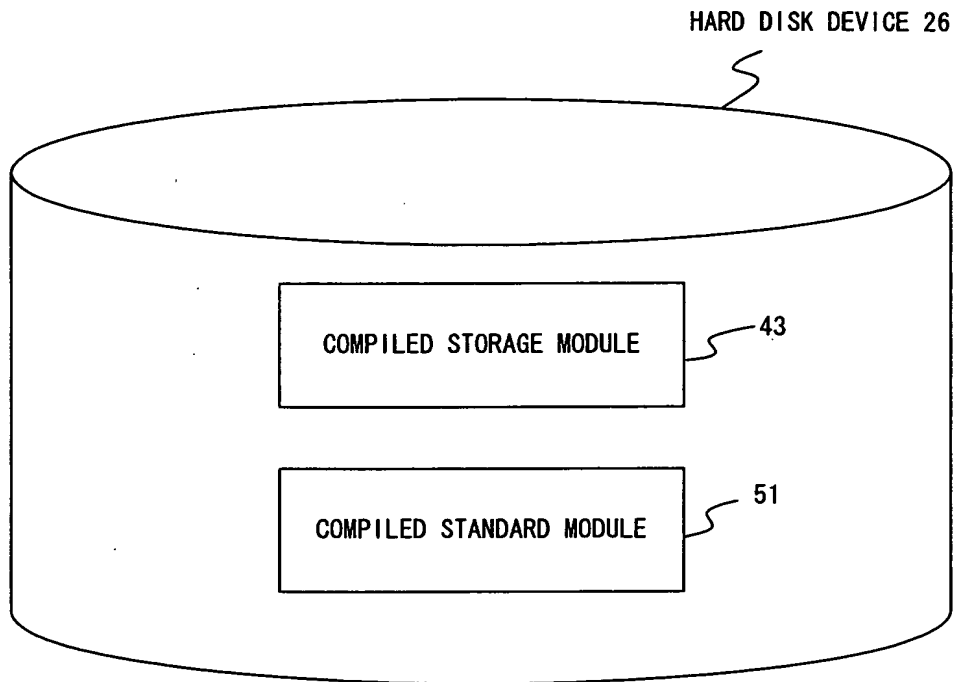 HARD DISK DEVICE 26
COMPILED STORAGE MODULE
43
COMPILED STANDARD MODULE
51